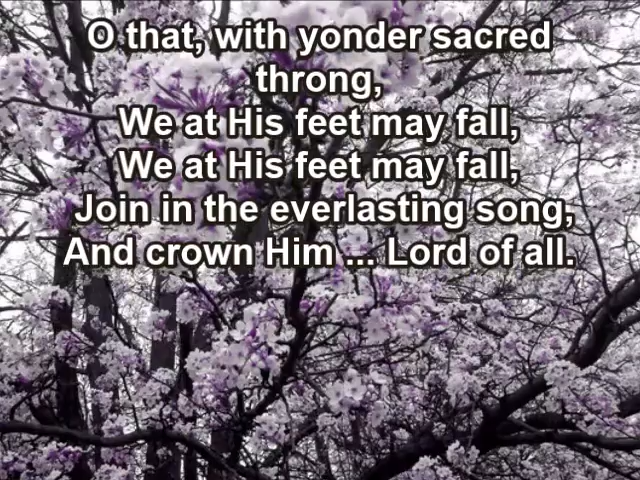 O that, with yonder sacred
throng,
We at His feet may fall,
We at His feet may fall,
Join in the everlasting song,
And crown Him ... Lord of all.